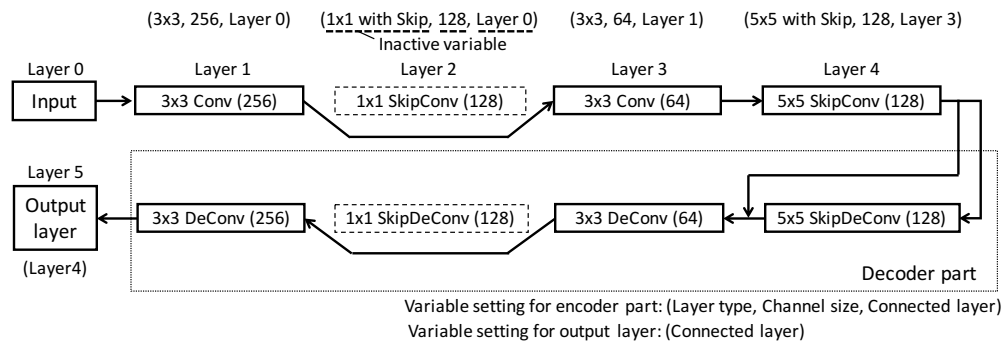 (3x3, 256, Layer 0) (1x1 with Skip, 128, Layer 0) (3x3, 64, Layer 1) (5x5 with Skip, 128, Layer 3)
Inactive variable
Layer 0 Layer 1 Layer 2 Layer 3 Layer 4
Input 3x3 Conv (256) 1x1 SkipConv (128) 3x3 Conv (64) 5x5 SkipConv (128)
Layer 5
Output layer 3x3 DeConv (256) 1x1 SkipDeConv (128) 3x3 DeConv (64) 5x5 SkipDeConv (128)
(Layer4)
Decoder part
Variable setting for encoder part: (Layer type, Channel size, Connected layer)
Variable setting for output layer: (Connected layer)